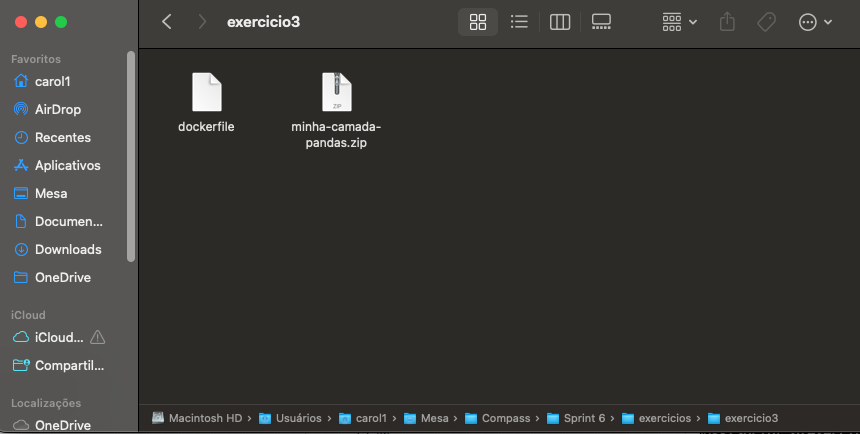 exercicio3
Favoritos
carol1
AirDrop
Recentes
Aplicativos
Mesa
Documen...
Downloads
OneDrive
iCloud
iCloud...
Compartil...
Localizações
OneDrive
dockerfile
ZIP
minha-camada-
pandas.zip
Macintosh HD › Usuários › carol1 › Mesa › Compass › Sprint 6 › exercicios › exercicio3